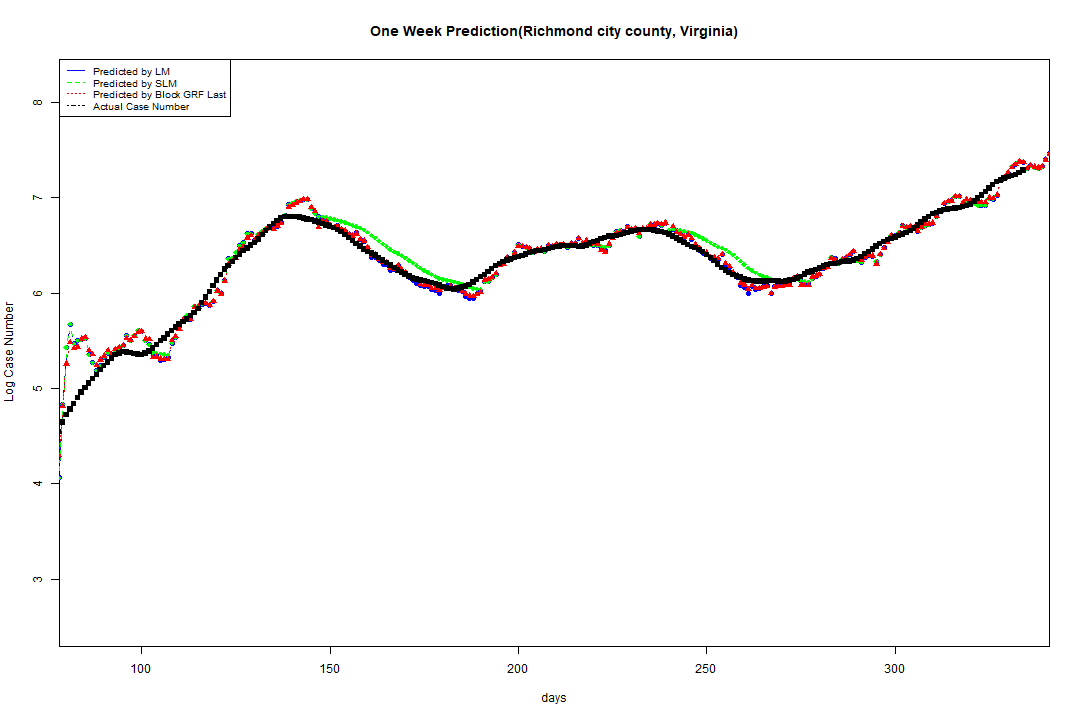 One Week Prediction(Richmond city county, Virginia)
Predicted by LM
Predicted by SLM
Predicted by Block GRF Last
Actual Case Number
8
7
6
5
4
3
Log Case Number
100 150 200 250 300
days